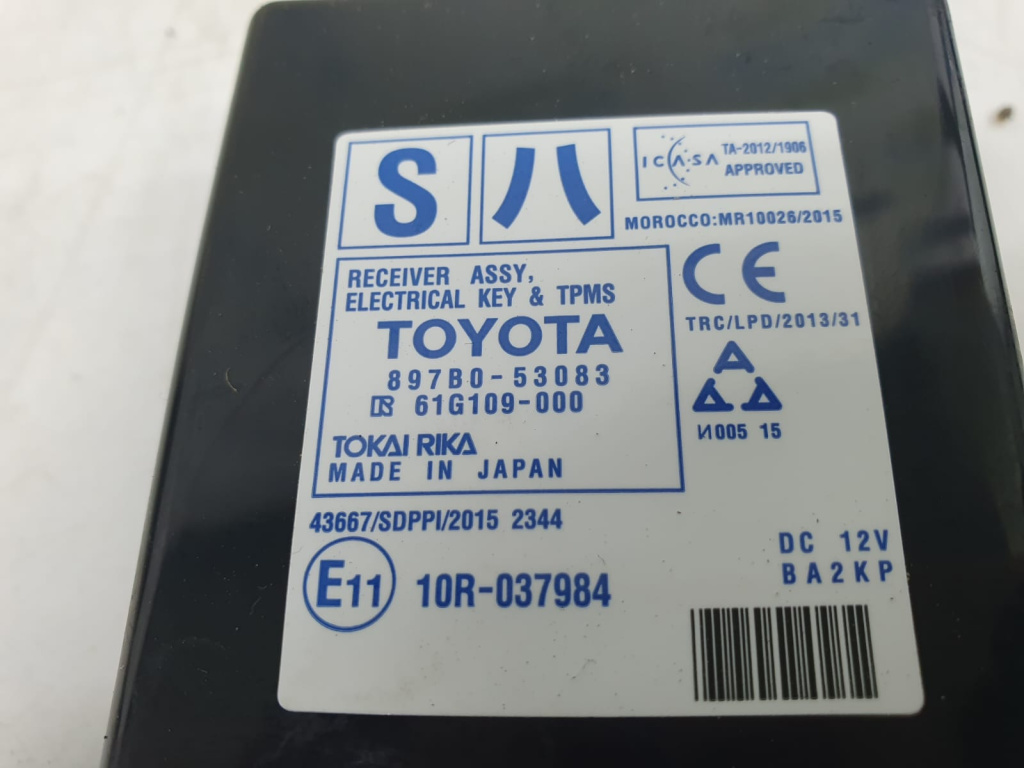 S ハ
ICASA TA-2012/1906
APPROVED
MOROCCO:MR10026/2015
RECEIVER ASSY,
ELECTRICAL KEY & TPMS
TOYOTA
897B0-53083
61G109-000
TOKAI RIKA
MADE IN JAPAN
CE
TRC/LPD/2013/31
A
И005 15
43667/SDPPI/2015 2344
E11 10R-037984
DC 12V
BA2KP